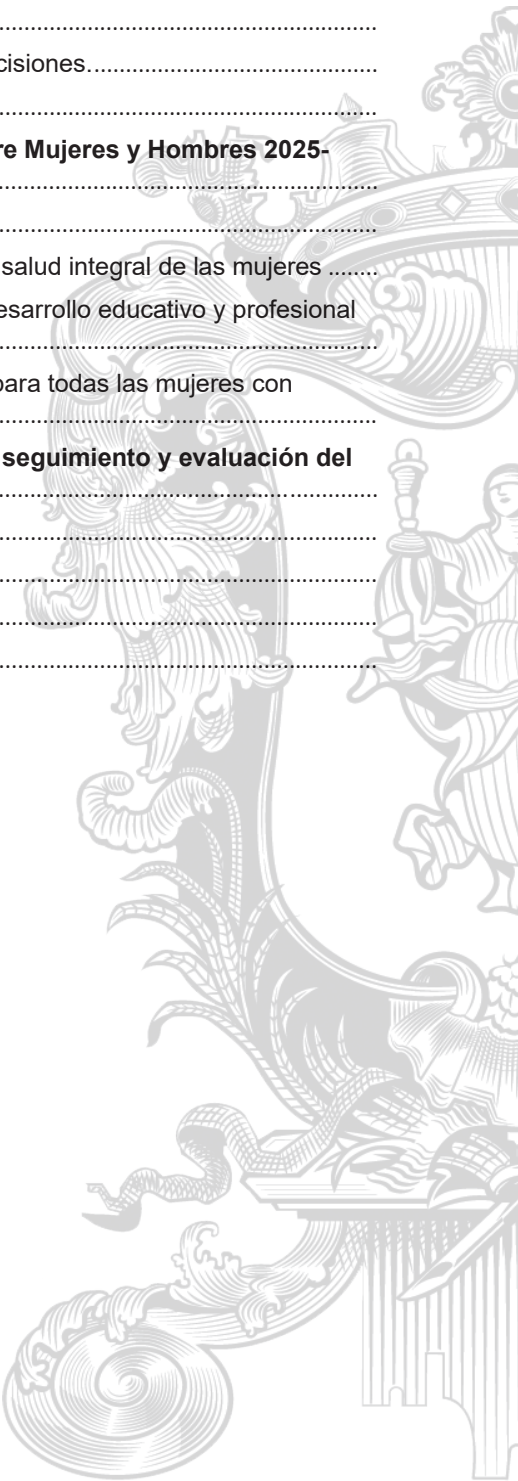 ................................................................
cisiones.......................................................
................................................................
re Mujeres y Hombres 2025-
................................................................
................................................................
salud integral de las mujeres ........
esarrollo educativo y profesional
................................................................
para todas las mujeres con
................................................................
seguimiento y evaluación del
................................................................
................................................................
................................................................
................................................................
................................................................